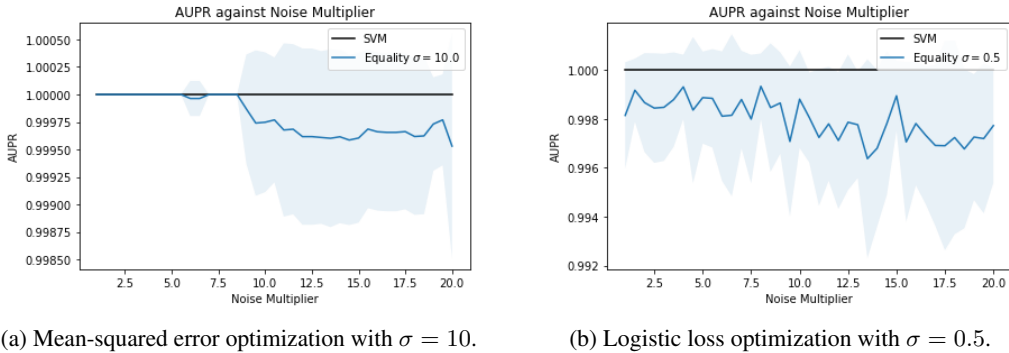 AUPR against Noise Multiplier
SVM
Equality σ = 10.0
1.00050
1.00025
1.00000
0.99975
0.99950
0.99925
0.99900
0.99875
0.99850
AUPR
2.5 5.0 7.5 10.0 12.5 15.0 17.5 20.0
Noise Multiplier
(a) Mean-squared error optimization with σ = 10.
AUPR against Noise Multiplier
SVM
Equality σ = 0.5
1.000
0.998
0.996
0.994
0.992
AUPR
2.5 5.0 7.5 10.0 12.5 15.0 17.5 20.0
Noise Multiplier
(b) Logistic loss optimization with σ = 0.5.